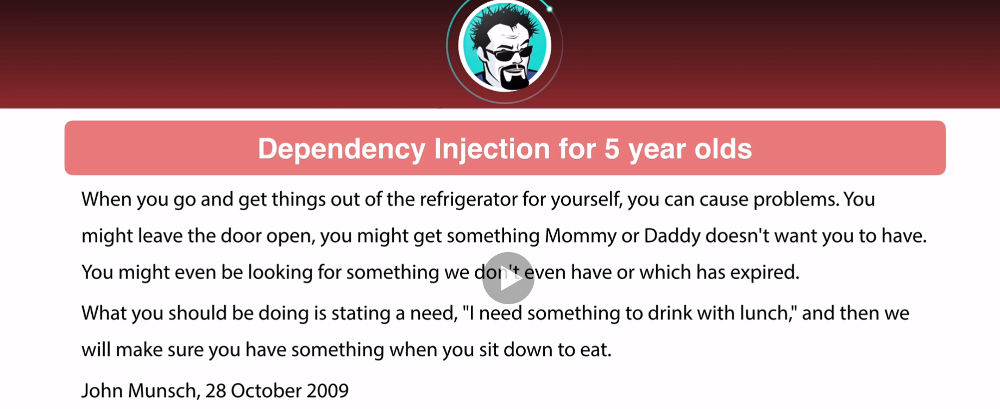 Dependency Injection for 5 year olds
When you go and get things out of the refrigerator for yourself, you can cause problems. You
might leave the door open, you might get something Mommy or Daddy doesn't want you to have.
You might even be looking for something we don't even have or which has expired.
What you should be doing is stating a need, "I need something to drink with lunch," and then we
will make sure you have something when you sit down to eat.
John Munsch, 28 October 2009